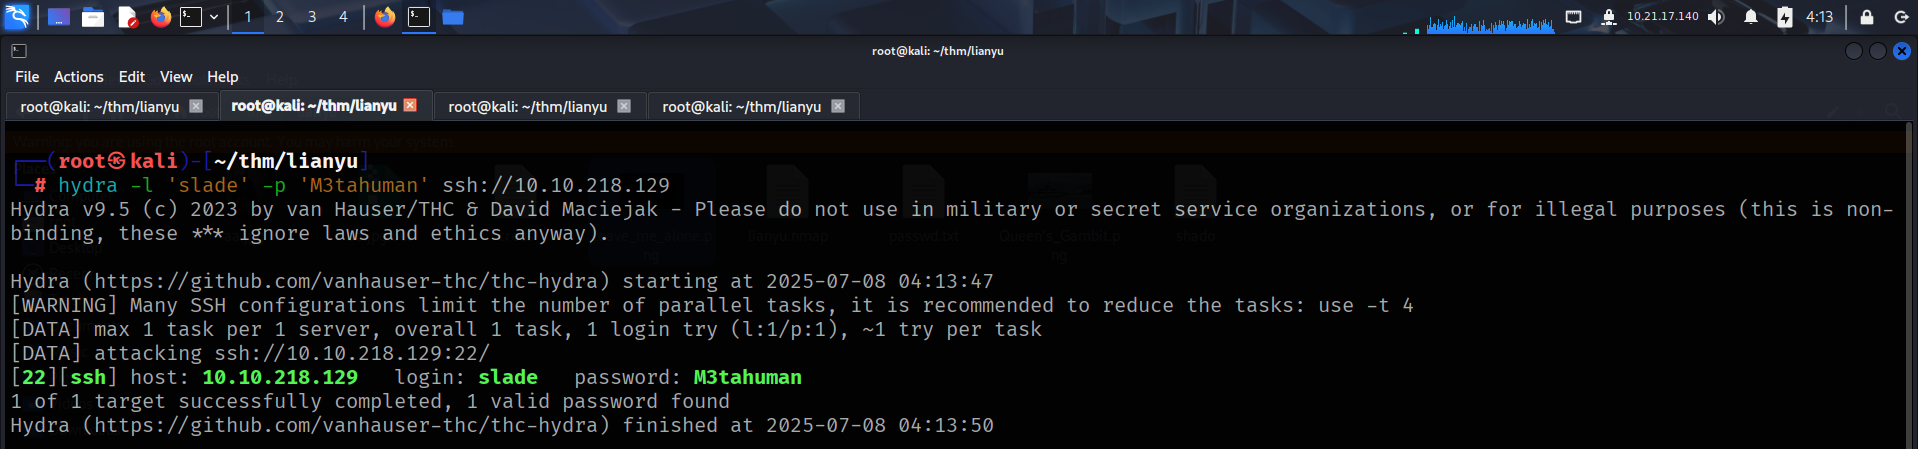 1 2 3 4 10.21.17.140 4:13
root@kali: ~/thm/lianyu
File Actions Edit View Help
root@kali: ~/thm/lianyu root@kali: ~/thm/lianyu root@kali: ~/thm/lianyu root@kali: ~/thm/lianyu
┌──(root㉿kali)-[~/thm/lianyu]
└─# hydra -l 'slade' -p 'M3tahuman' ssh://10.10.218.129
Hydra v9.5 (c) 2023 by van Hauser/THC & David Maciejak - Please do not use in military or secret service organizations, or for illegal purposes (this is non-
binding, these *** ignore laws and ethics anyway).
Hydra (https://github.com/vanhauser-thc/thc-hydra) starting at 2025-07-08 04:13:47
[WARNING] Many SSH configurations limit the number of parallel tasks, it is recommended to reduce the tasks: use -t 4
[DATA] max 1 task per 1 server, overall 1 task, 1 login try (l:1/p:1), ~1 try per task
[DATA] attacking ssh://10.10.218.129:22/
[22][ssh] host: 10.10.218.129   login: slade   password: M3tahuman
1 of 1 target successfully completed, 1 valid password found
Hydra (https://github.com/vanhauser-thc/thc-hydra) finished at 2025-07-08 04:13:50